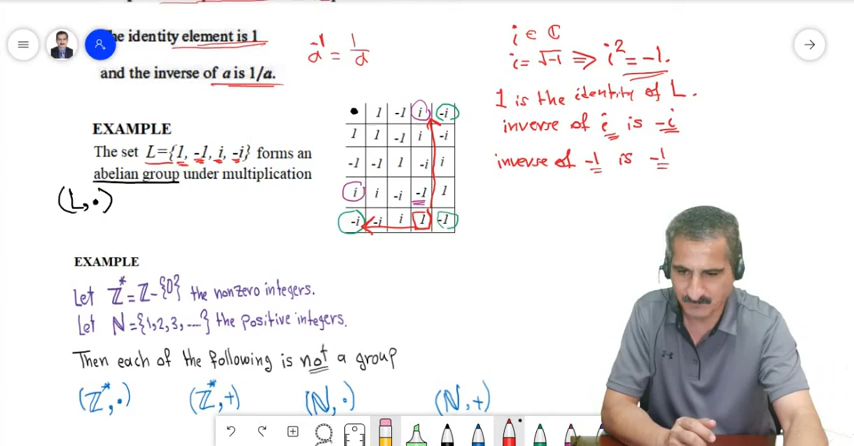 the identity element is 1
and the inverse of a is 1/a.
a⁻¹ = 1/a
i ∈ ℂ
i = √-1 ⟹ i² = -1.
1 is the identity of L.
inverse of i is -i
inverse of -1 is -1
EXAMPLE
The set L={1, -1, i, -i} forms an
abelian group under multiplication
(L, •)
• 1 -1 i -i
1 1 -1 i -i
-1 -1 1 -i i
i i -i -1 1
-i -i i 1 -1
EXAMPLE
Let ℤ* = ℤ-{0} the nonzero integers.
Let ℕ={1,2,3,....} the positive integers.
Then each of the following is not a group
(ℤ*, •) (ℤ*, +) (ℕ, •) (ℕ, +)